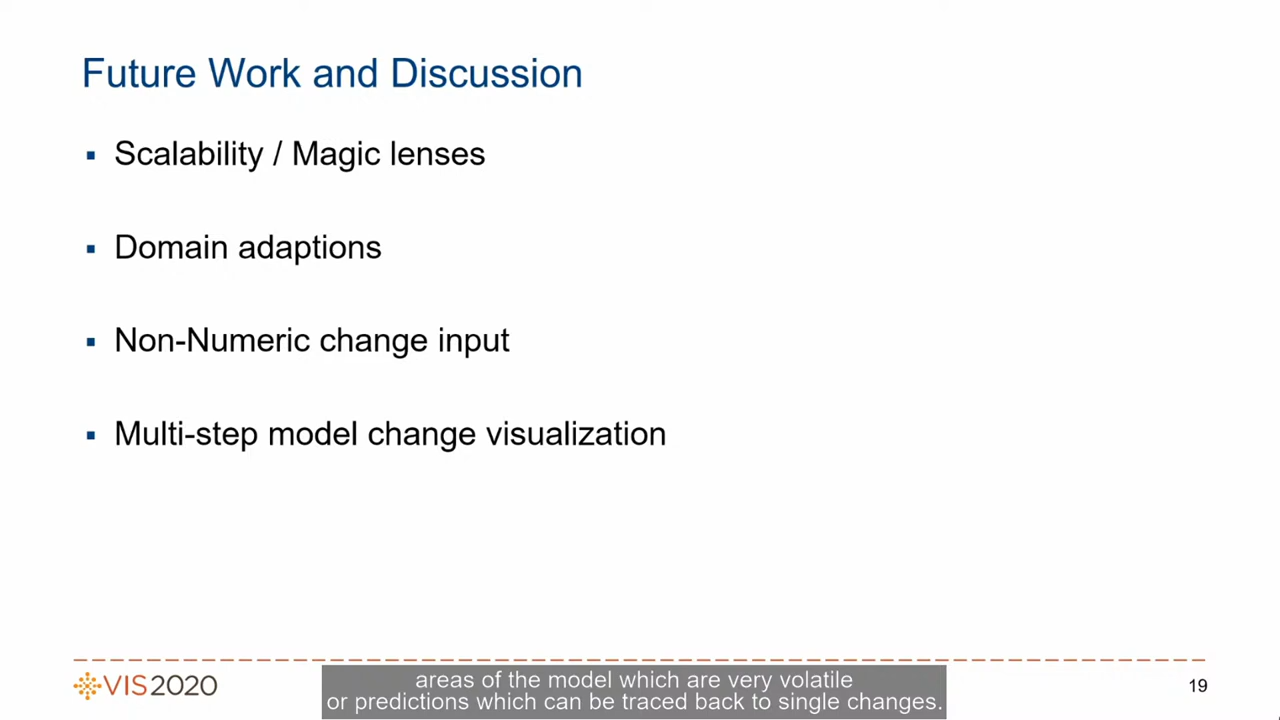 Future Work and Discussion
▪ Scalability / Magic lenses
▪ Domain adaptions
▪ Non-Numeric change input
▪ Multi-step model change visualization
VIS2020
areas of the model which are very volatile
or predictions which can be traced back to single changes.
19